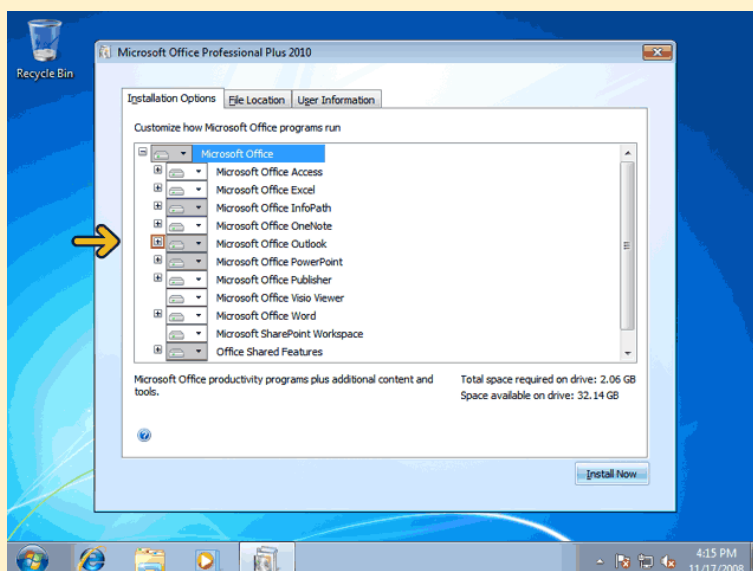 Recycle Bin
Microsoft Office Professional Plus 2010
Installation Options File Location User Information
Customize how Microsoft Office programs run
Microsoft Office
Microsoft Office Access
Microsoft Office Excel
Microsoft Office InfoPath
Microsoft Office OneNote
Microsoft Office Outlook
Microsoft Office PowerPoint
Microsoft Office Publisher
Microsoft Office Visio Viewer
Microsoft Office Word
Microsoft SharePoint Workspace
Office Shared Features
Microsoft Office productivity programs plus additional content and
tools.
Total space required on drive: 2.06 GB
Space available on drive: 32.14 GB
Install Now
4:15 PM
11/17/2008